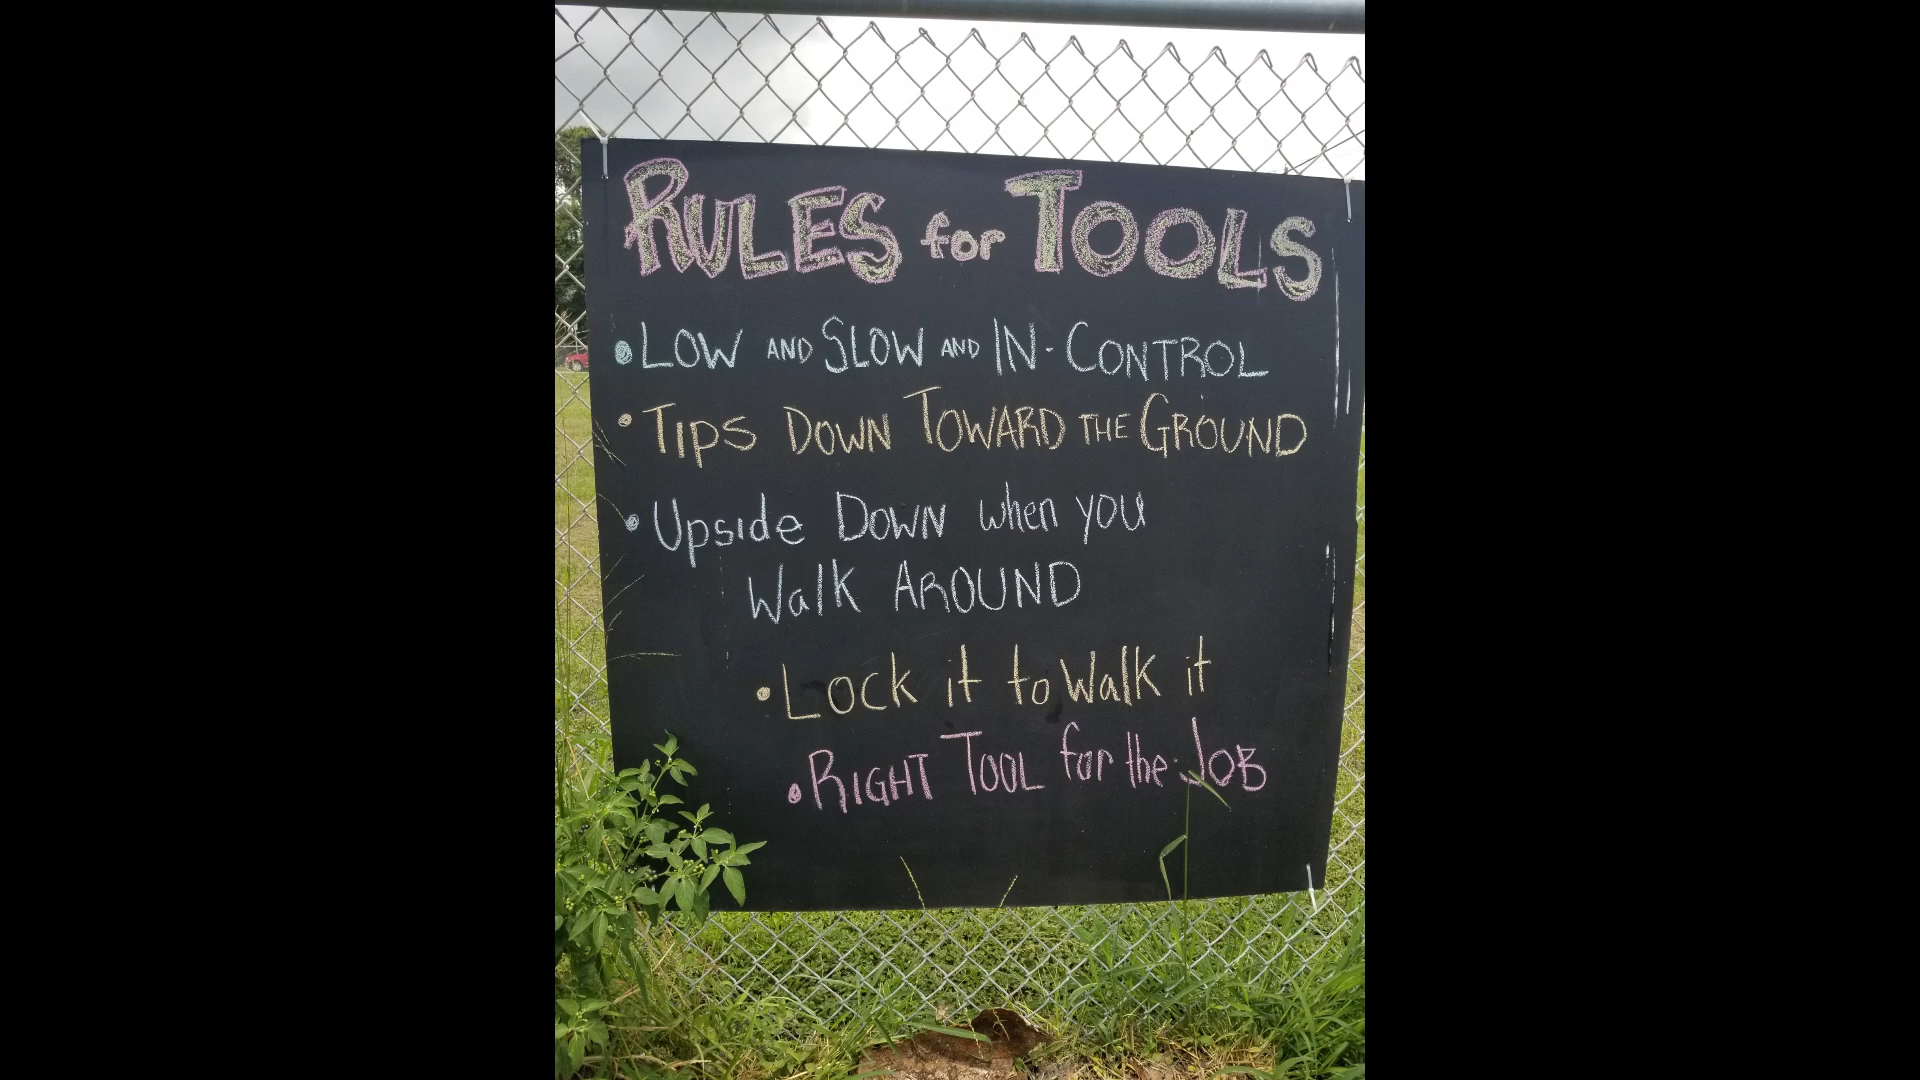 RULES for TOOLS
• LOW AND SLOW AND IN-CONTROL
• TIPS DOWN TOWARD THE GROUND
• Upside DOWN when you
Walk AROUND
• Lock it to Walk it
• RIGHT TOOL for the JOB